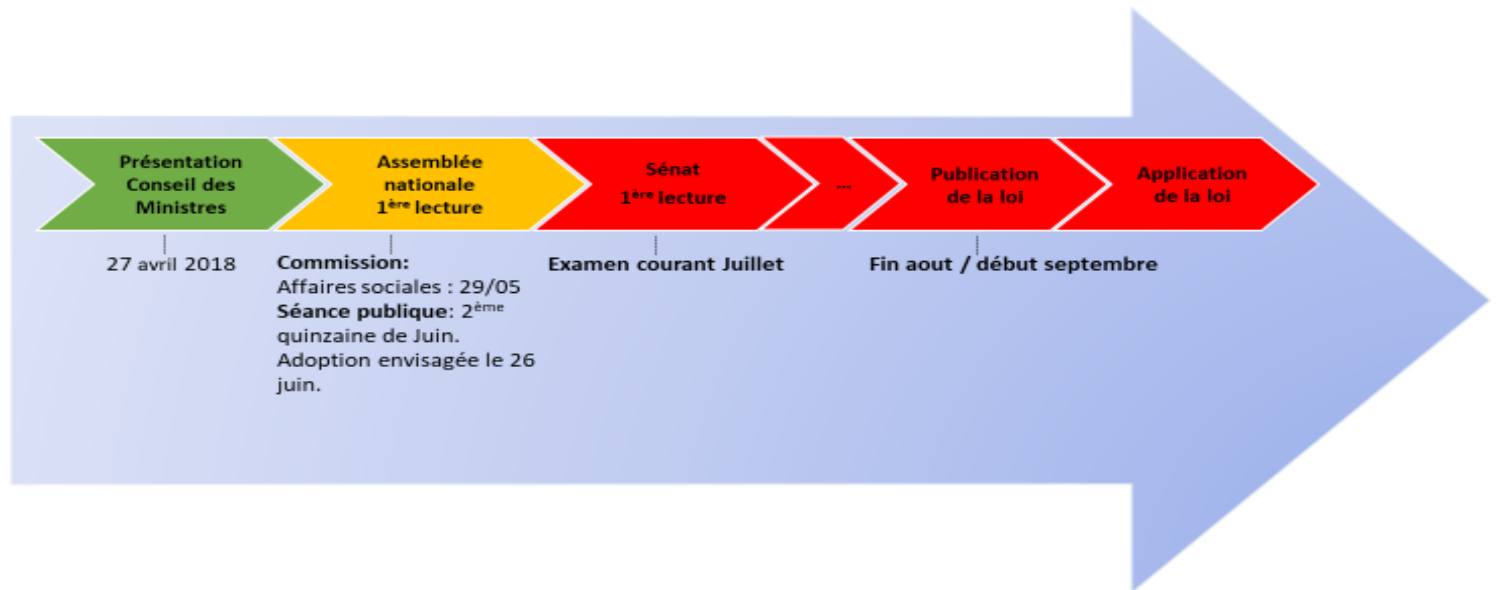 Présentation
Conseil des
Ministres
Assemblée
nationale
1ère lecture
Sénat
1ère lecture
...
Publication
de la loi
Application
de la loi
27 avril 2018
Commission:
Affaires sociales : 29/05
Séance publique: 2ème
quinzaine de Juin.
Adoption envisagée le 26
juin.
Examen courant Juillet
Fin aout / début septembre